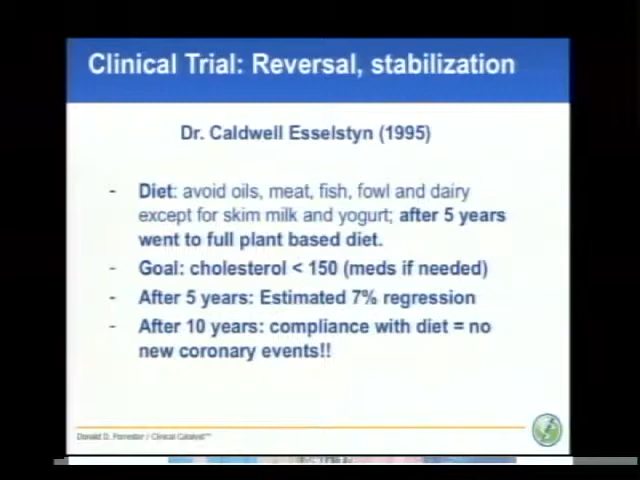 Clinical Trial: Reversal, stabilization
Dr. Caldwell Esselstyn (1995)
- Diet: avoid oils, meat, fish, fowl and dairy
except for skim milk and yogurt; after 5 years
went to full plant based diet.
- Goal: cholesterol < 150 (meds if needed)
- After 5 years: Estimated 7% regression
- After 10 years: compliance with diet = no
new coronary events!!
Donald D. Forrester / Clinical Catalyst™